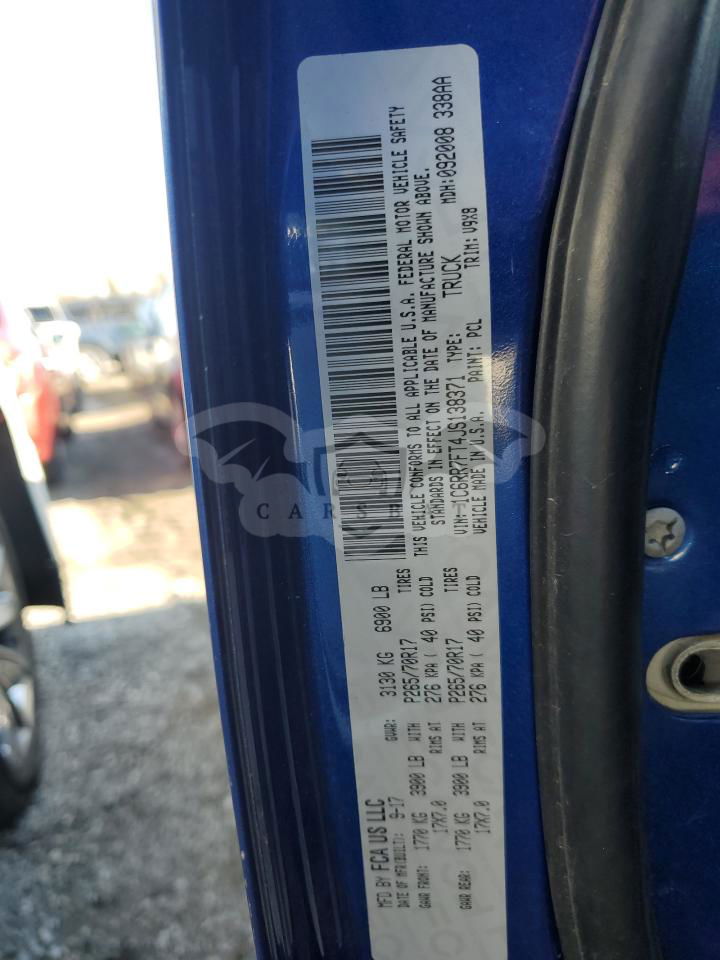 MFD BY FCA US LLC
DATE OF MFR(BUILT): 9-17 GVWR: 3130 KG 6900 LB
GAWR FRONT: 1770 KG 3900 LB WITH P265/70R17 TIRES
17X7.0 RIMS AT 276 KPA ( 40 PSI) COLD
GAWR REAR: 1770 KG 3900 LB WITH P265/70R17 TIRES
17X7.0 RIMS AT 276 KPA ( 40 PSI) COLD
THIS VEHICLE CONFORMS TO ALL APPLICABLE U.S.A. FEDERAL MOTOR VEHICLE SAFETY
STANDARDS IN EFFECT ON THE DATE OF MANUFACTURE SHOWN ABOVE.
MDH:092008 338AA
VIN: 1C6RR7FT4JS138371 TYPE: TRUCK
VEHICLE MADE IN U.S.A. PAINT: PCL TRIM: V9X8